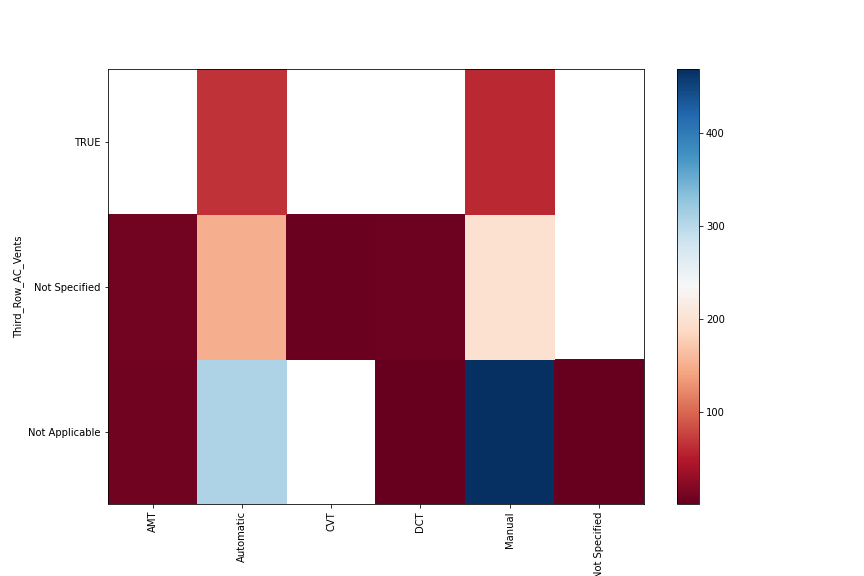 Third_Row_AC_Vents
TRUE
Not Specified
Not Applicable
AMT
Automatic
CVT
DCT
Manual
Not Specified
400
300
200
100